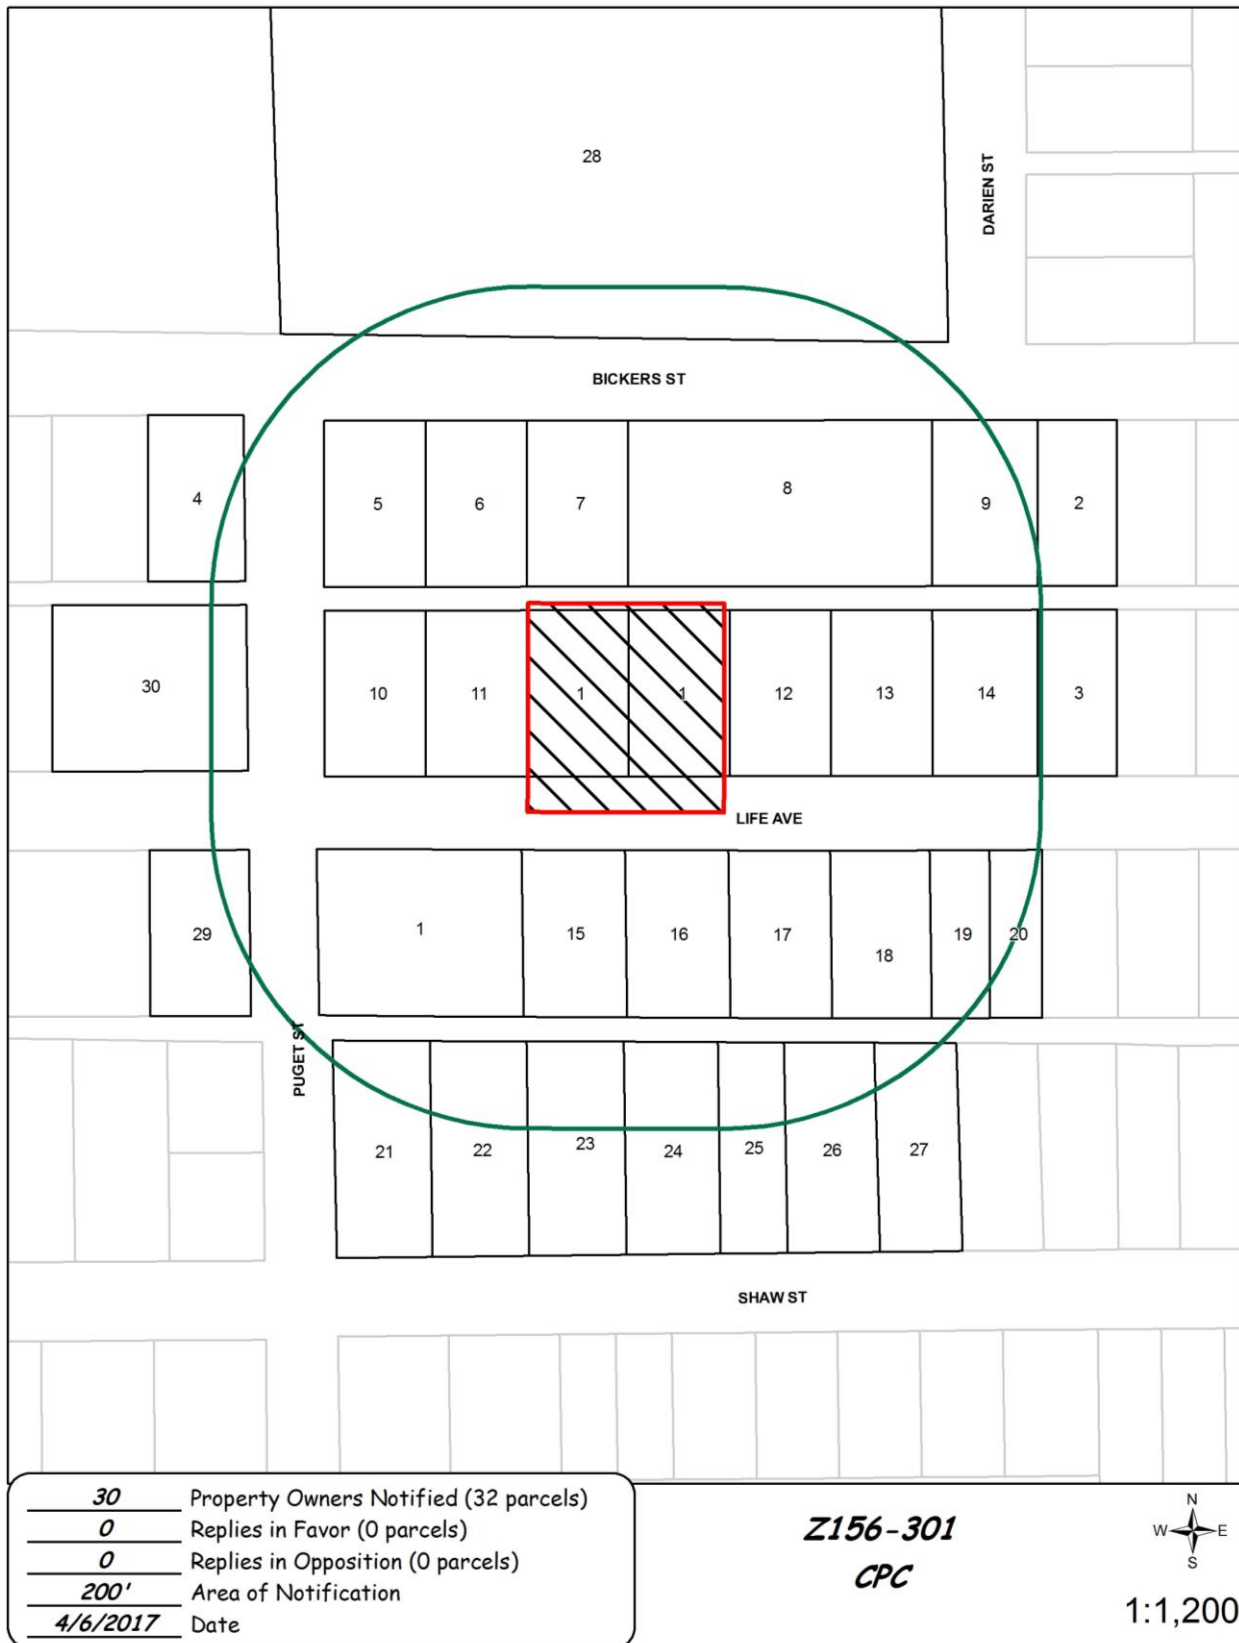 28
DARIEN ST
BICKERS ST
4
5
6
7
8
9
2
30
10
11
1
1
12
13
14
3
LIFE AVE
29
1
15
16
17
18
19
20
PUGET ST
21
22
23
24
25
26
27
SHAW ST
30 Property Owners Notified (32 parcels)
0 Replies in Favor (0 parcels)
0 Replies in Opposition (0 parcels)
200' Area of Notification
4/6/2017 Date
Z156-301
CPC
N
W E
S
1:1,200